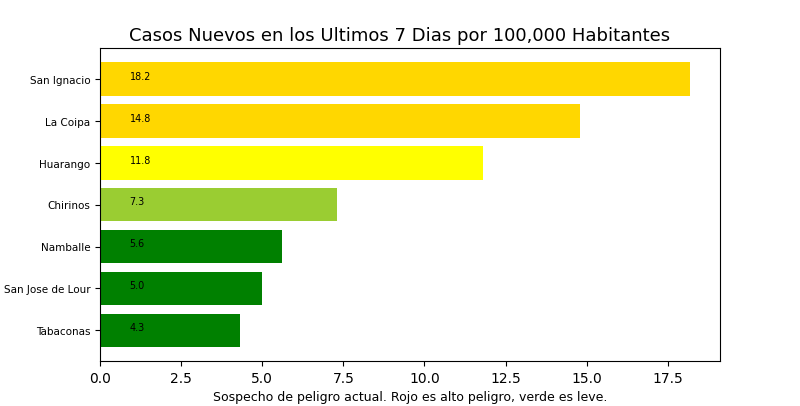 Casos Nuevos en los Ultimos 7 Dias por 100,000 Habitantes
San Ignacio 18.2
La Coipa 14.8
Huarango 11.8
Chirinos 7.3
Namballe 5.6
San Jose de Lour 5.0
Tabaconas 4.3
0.0 2.5 5.0 7.5 10.0 12.5 15.0 17.5
Sospecho de peligro actual. Rojo es alto peligro, verde es leve.